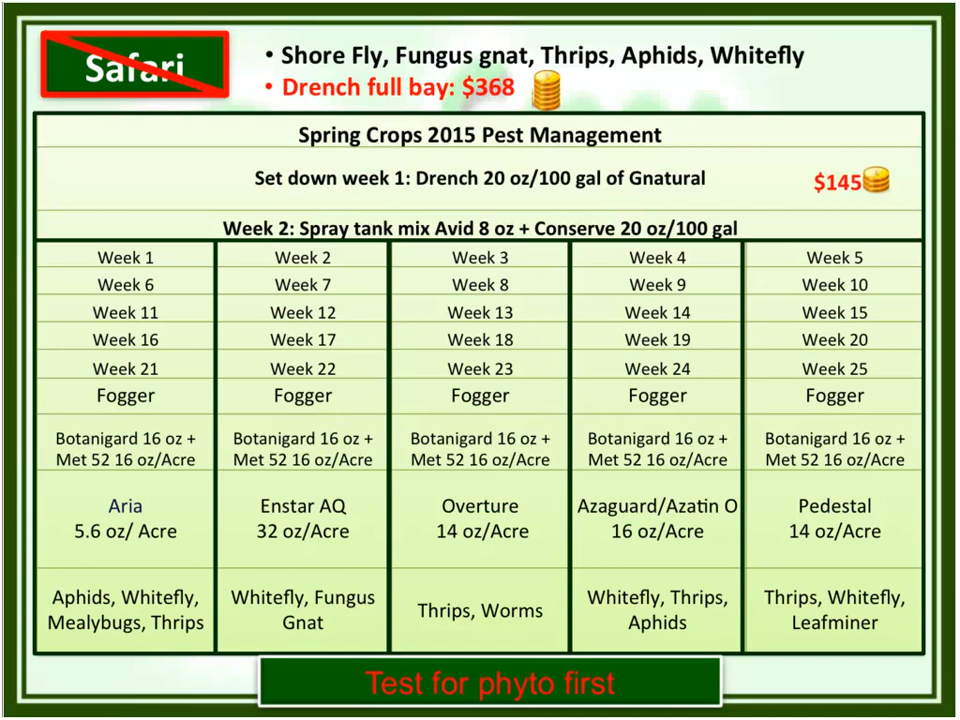 Safari
• Shore Fly, Fungus gnat, Thrips, Aphids, Whitefly
• Drench full bay: $368
Spring Crops 2015 Pest Management
Set down week 1: Drench 20 oz/100 gal of Gnatural $145
Week 2: Spray tank mix Avid 8 oz + Conserve 20 oz/100 gal
Week 1 Week 2 Week 3 Week 4 Week 5
Week 6 Week 7 Week 8 Week 9 Week 10
Week 11 Week 12 Week 13 Week 14 Week 15
Week 16 Week 17 Week 18 Week 19 Week 20
Week 21 Week 22 Week 23 Week 24 Week 25
Fogger Fogger Fogger Fogger Fogger
Botanigard 16 oz + Botanigard 16 oz + Botanigard 16 oz + Botanigard 16 oz + Botanigard 16 oz +
Met 52 16 oz/Acre Met 52 16 oz/Acre Met 52 16 oz/Acre Met 52 16 oz/Acre Met 52 16 oz/Acre
Aria Enstar AQ Overture Azaguard/Azatin O Pedestal
5.6 oz/ Acre 32 oz/Acre 14 oz/Acre 16 oz/Acre 14 oz/Acre
Aphids, Whitefly, Whitefly, Fungus Thrips, Worms Whitefly, Thrips, Thrips, Whitefly,
Mealybugs, Thrips Gnat Aphids Leafminer
Test for phyto first